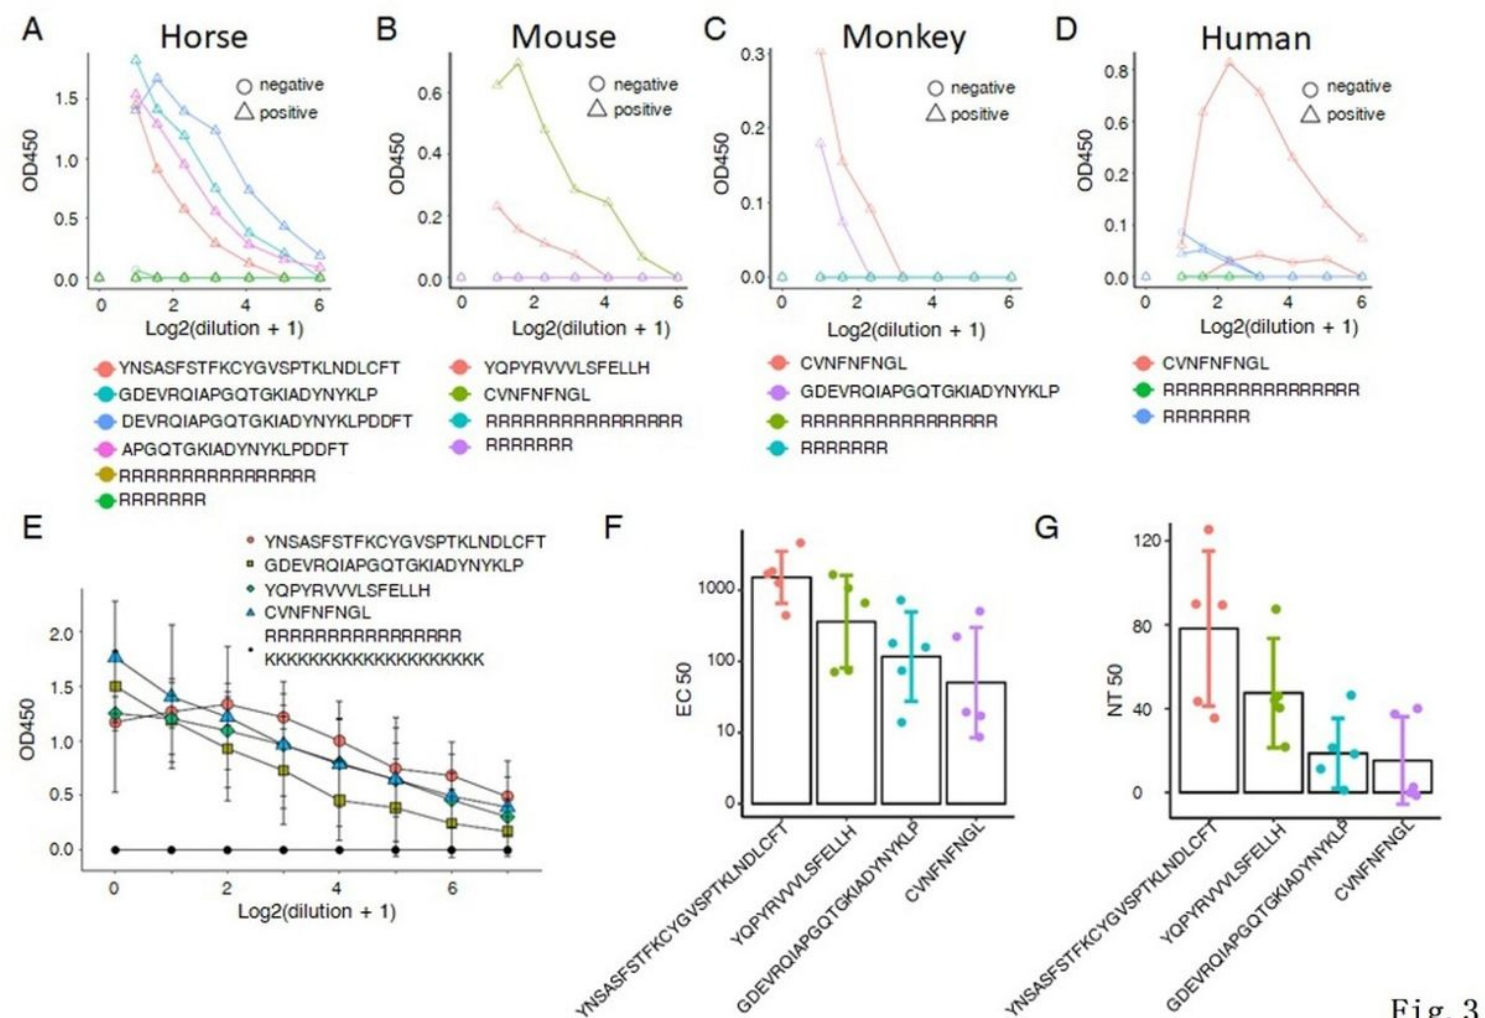 A Horse
negative
positive
OD450
1.5
1.0
0.5
0.0
0 2 4 6
Log2(dilution + 1)
YNSASFSTFKCYGVSPTKLNDLCFT
GDEVRQIAPGQTGKIADYNYKLP
DEVRQIAPGQTGKIADYNYKLPDDFT
APGQTGKIADYNYKLPDDFT
RRRRRRRRRRRRRRRR
RRRRRRR
B Mouse
negative
positive
OD450
0.6
0.4
0.2
0.0
0 2 4 6
Log2(dilution + 1)
YQPYRVVVLSFELLH
CVNFNFNGL
RRRRRRRRRRRRRRRR
RRRRRRR
C Monkey
negative
positive
OD450
0.3
0.2
0.1
0.0
0 2 4 6
Log2(dilution + 1)
CVNFNFNGL
GDEVRQIAPGQTGKIADYNYKLP
RRRRRRRRRRRRRRRR
RRRRRRR
D Human
negative
positive
OD450
0.8
0.6
0.2
0.1
0.0
0 2 4 6
Log2(dilution + 1)
CVNFNFNGL
RRRRRRRRRRRRRRRR
RRRRRRR
E
YNSASFSTFKCYGVSPTKLNDLCFT
GDEVRQIAPGQTGKIADYNYKLP
YQPYRVVVLSFELLH
CVNFNFNGL
RRRRRRRRRRRRRRRR
KKKKKKKKKKKKKKKKKKKK
OD450
2.0
1.5
1.0
0.5
0.0
0 2 4 6
Log2(dilution + 1)
F
EC 50
1000
100
10
0
YNSASFSTFKCYGVSPTKLNDLCFT
YQPYRVVVLSFELLH
GDEVRQIAPGQTGKIADYNYKLP
CVNFNFNGL
G
NT 50
120
80
40
0
YNSASFSTFKCYGVSPTKLNDLCFT
YQPYRVVVLSFELLH
GDEVRQIAPGQTGKIADYNYKLP
CVNFNFNGL
Fig. 3